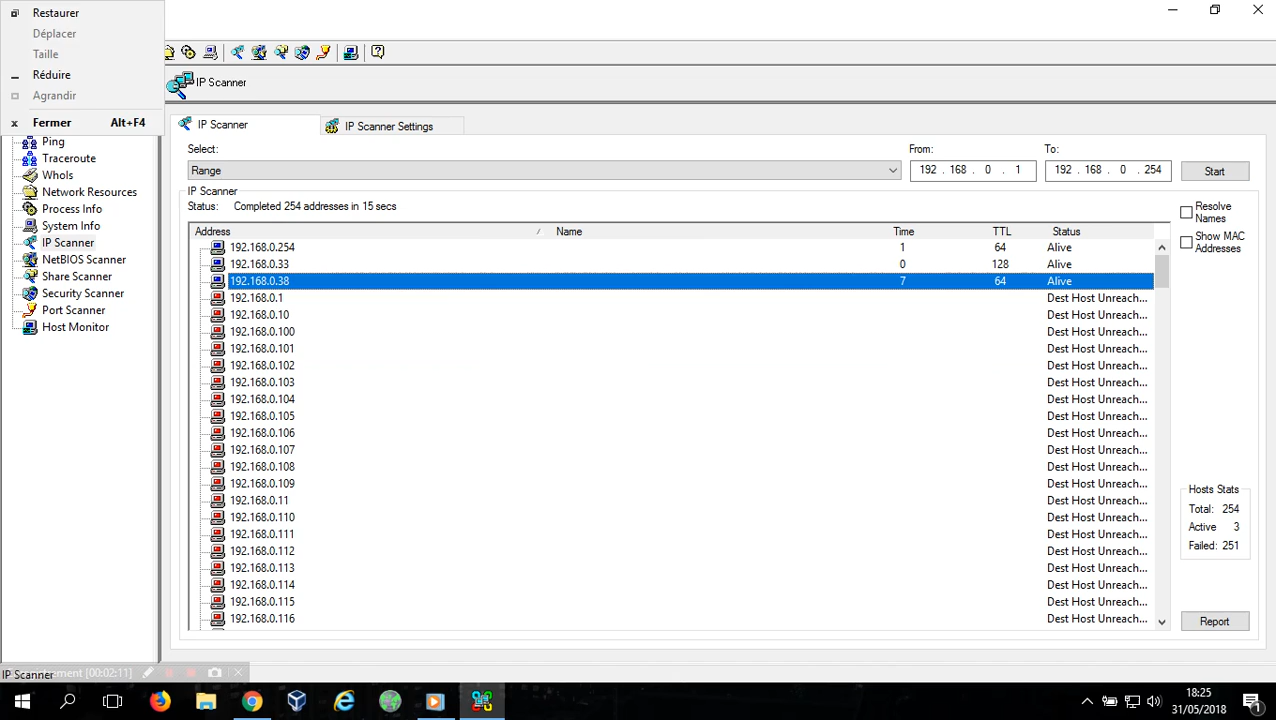 Restaurer
Déplacer
Taille
Réduire
Agrandir
x Fermer Alt+F4
IP Scanner
IP Scanner
IP Scanner Settings
Ping
Traceroute
WhoIs
Network Resources
Process Info
System Info
IP Scanner
NetBIOS Scanner
Share Scanner
Security Scanner
Port Scanner
Host Monitor
Select:
From:
To:
Range
192 . 168 . 0 . 1
192 . 168 . 0 . 254
Start
IP Scanner
Status: Completed 254 addresses in 15 secs
Resolve
Names
Show MAC
Addresses
Address Name Time TTL Status
192.168.0.254 1 64 Alive
192.168.0.33 0 128 Alive
192.168.0.38 7 64 Alive
192.168.0.1 Dest Host Unreach...
192.168.0.10 Dest Host Unreach...
192.168.0.100 Dest Host Unreach...
192.168.0.101 Dest Host Unreach...
192.168.0.102 Dest Host Unreach...
192.168.0.103 Dest Host Unreach...
192.168.0.104 Dest Host Unreach...
192.168.0.105 Dest Host Unreach...
192.168.0.106 Dest Host Unreach...
192.168.0.107 Dest Host Unreach...
192.168.0.108 Dest Host Unreach...
192.168.0.109 Dest Host Unreach...
192.168.0.11 Dest Host Unreach...
192.168.0.110 Dest Host Unreach...
192.168.0.111 Dest Host Unreach...
192.168.0.112 Dest Host Unreach...
192.168.0.113 Dest Host Unreach...
192.168.0.114 Dest Host Unreach...
192.168.0.115 Dest Host Unreach...
192.168.0.116 Dest Host Unreach...
Hosts Stats
Total: 254
Active 3
Failed: 251
Report
IP Scanner
[00:02:11]
18:25
31/05/2018
1